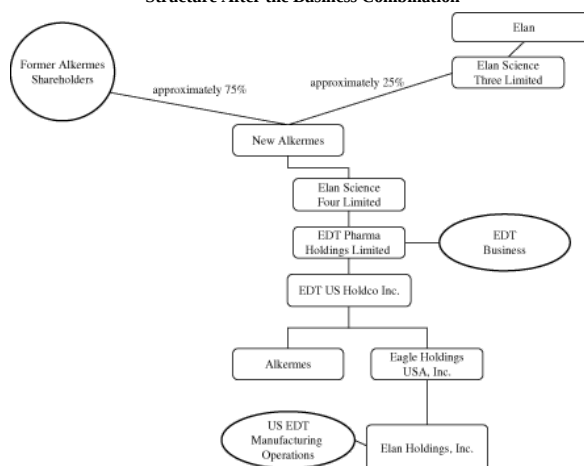 Structure After the Business Combination
Elan
Former Alkermes
Shareholders
Elan Science
Three Limited
approximately 75%
approximately 25%
New Alkermes
Elan Science
Four Limited
EDT Pharma
Holdings Limited
EDT
Business
EDT US Holdco Inc.
Alkermes
Eagle Holdings
USA, Inc.
US EDT
Manufacturing
Operations
Elan Holdings, Inc.